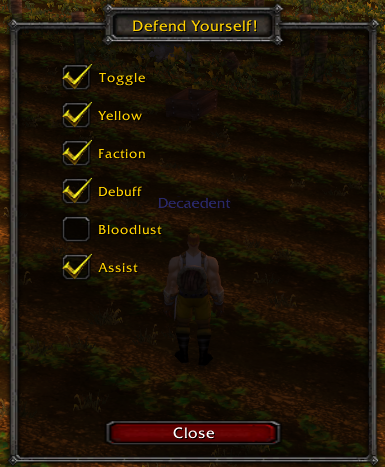 Defend Yourself!
Toggle
Yellow
Faction
Debuff
Decaedent
Bloodlust
Assist
Close